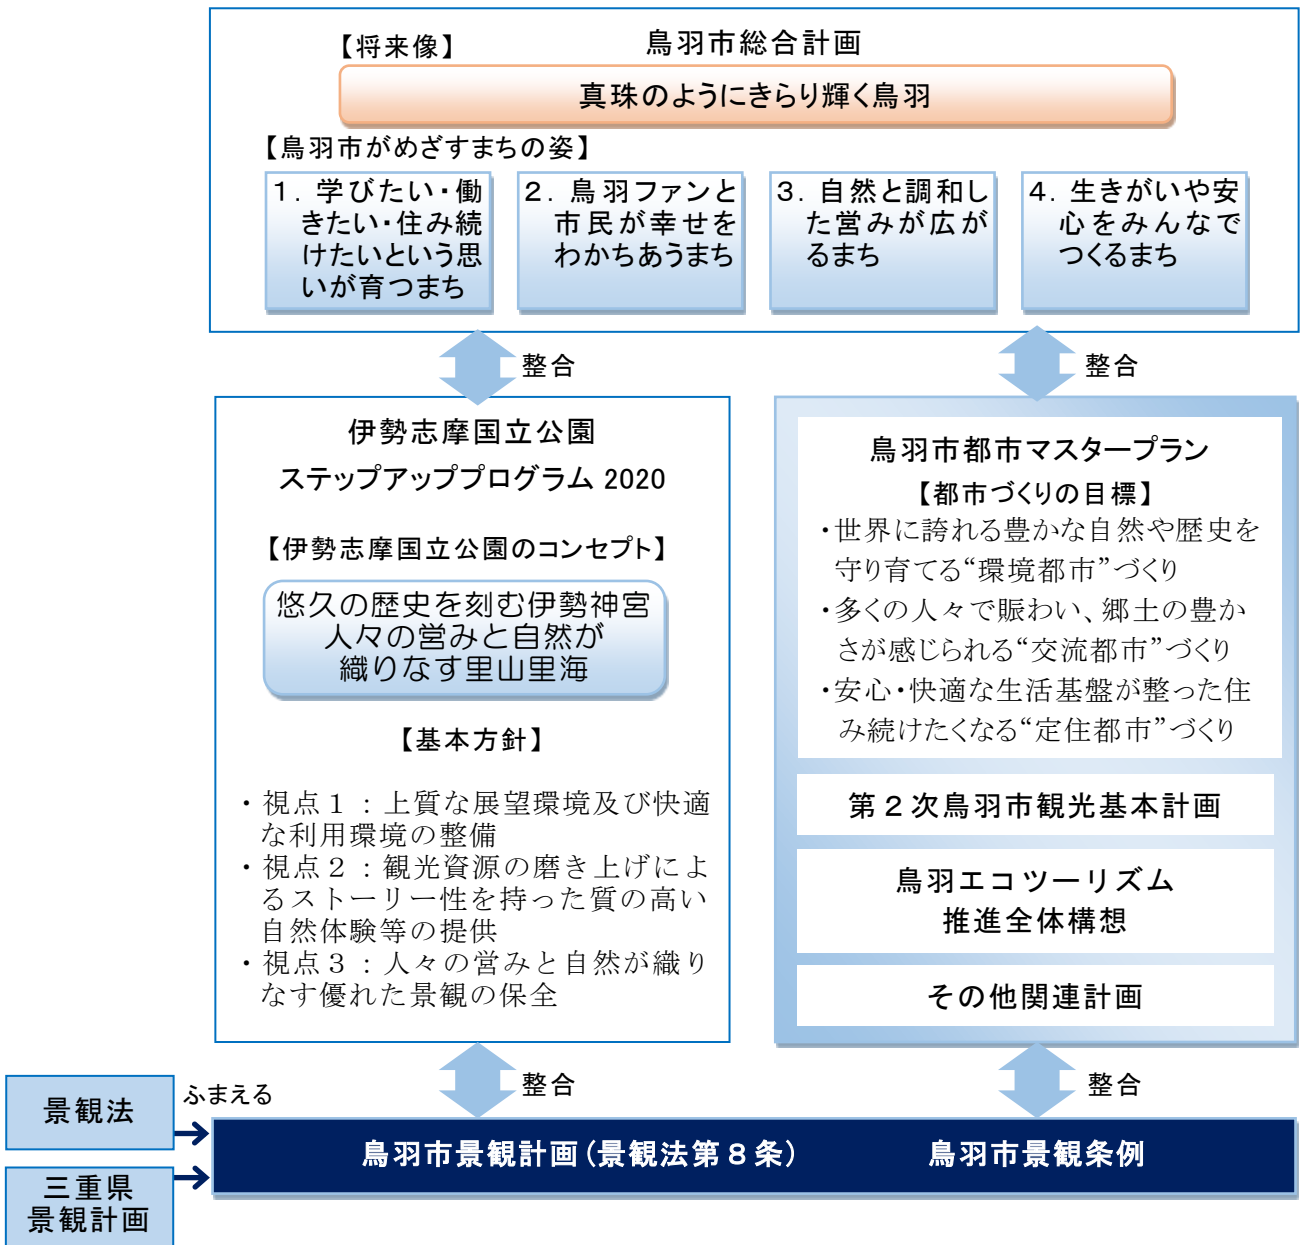 鳥羽市総合計画
【将来像】
真珠のようにきらり輝く鳥羽
【鳥羽市がめざすまちの姿】
1．学びたい・働
きたい・住み続
けたいという思
いが育つまち
2．鳥羽ファンと
市民が幸せを
わかちあうまち
3．自然と調和し
た営みが広が
るまち
4．生きがいや安
心をみんなで
つくるまち
整合
整合
伊勢志摩国立公園
ステップアッププログラム 2020
【伊勢志摩国立公園のコンセプト】
悠久の歴史を刻む伊勢神宮
人々の営みと自然が
織りなす里山里海
【基本方針】
・視点１：上質な展望環境及び快適
な利用環境の整備
・視点２：観光資源の磨き上げによ
るストーリー性を持った質の高い
自然体験等の提供
・視点３：人々の営みと自然が織り
なす優れた景観の保全
鳥羽市都市マスタープラン
【都市づくりの目標】
・世界に誇れる豊かな自然や歴史を
守り育てる“環境都市”づくり
・多くの人々で賑わい、郷土の豊か
さが感じられる“交流都市”づくり
・安心・快適な生活基盤が整った住
み続けたくなる“定住都市”づくり
第２次鳥羽市観光基本計画
鳥羽エコツーリズム
推進全体構想
その他関連計画
整合
整合
景観法
ふまえる
三重県
景観計画
鳥羽市景観計画（景観法第８条）
鳥羽市景観条例